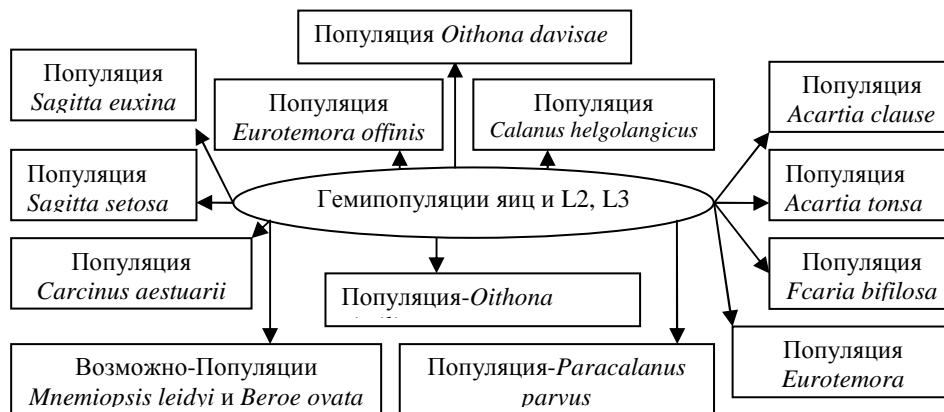 Популяция Oithona davisae
Популяция
Sagitta euxina
Популяция
Eurotemora offinis
Популяция
Calanus helgolangicus
Популяция
Acartia clause
Гемипопуляции яиц и L2, L3
Популяция
Sagitta setosa
Популяция
Acartia tonsa
Популяция
Carcinus aestuarii
Популяция
Fcaria bifilosa
Популяция-Oithona
Популяция
Eurotemora
Возможно-Популяции
Mnemiopsis leidyi и Beroe ovata
Популяция-Paracalanus
parvus